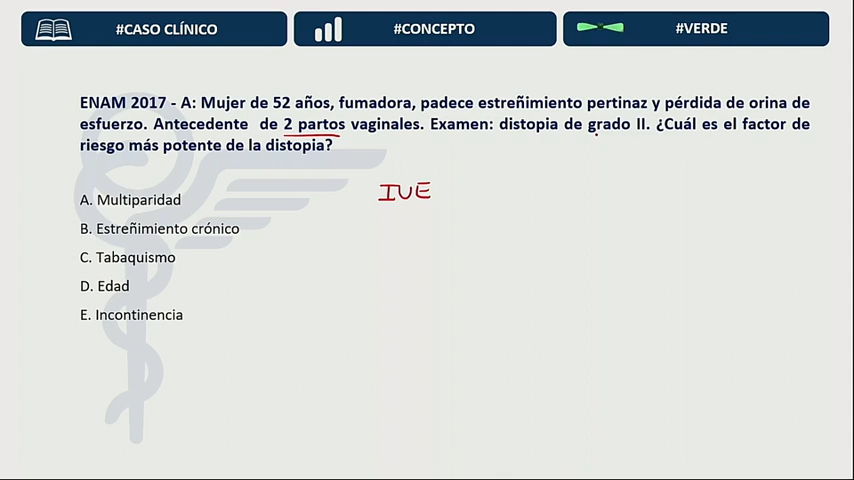 #CASO CLÍNICO
#CONCEPTO
#VERDE
ENAM 2017 - A: Mujer de 52 años, fumadora, padece estreñimiento pertinaz y pérdida de orina de
esfuerzo. Antecedente de 2 partos vaginales. Examen: distopia de grado II. ¿Cuál es el factor de
riesgo más potente de la distopia?
IUE
A. Multiparidad
B. Estreñimiento crónico
C. Tabaquismo
D. Edad
E. Incontinencia